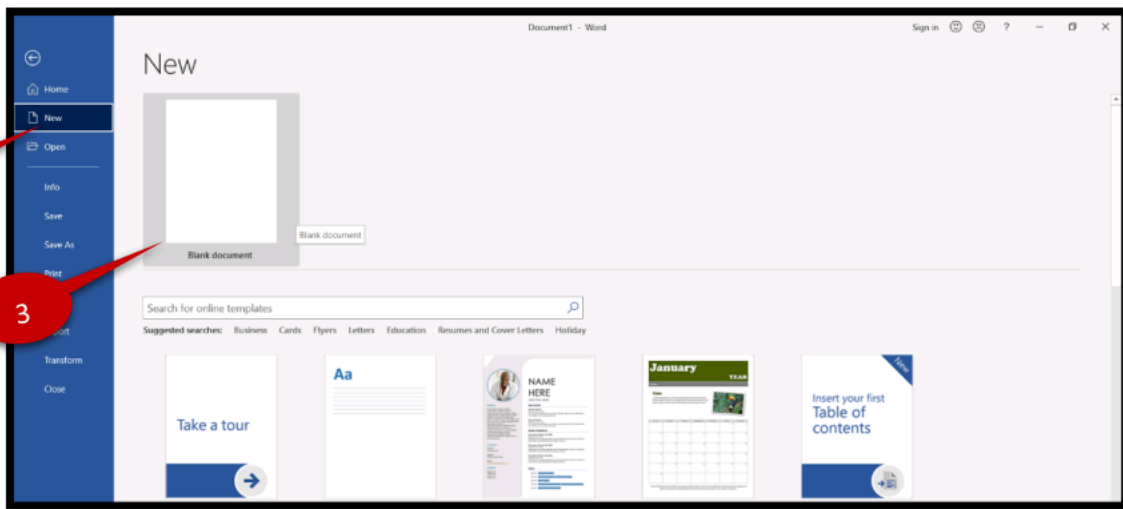 Document1 - Word
Sign in ?
New
Home
New
Open
Info
Save
Save As
Print
3
Transform
Close
Blank document
Blank document
Search for online templates
Suggested searches: Business Cards Flyers Letters Education Resumes and Cover Letters Holiday
Take a tour
Aa
NAME
HERE
January
YEAR
New
Insert your first
Table of
contents